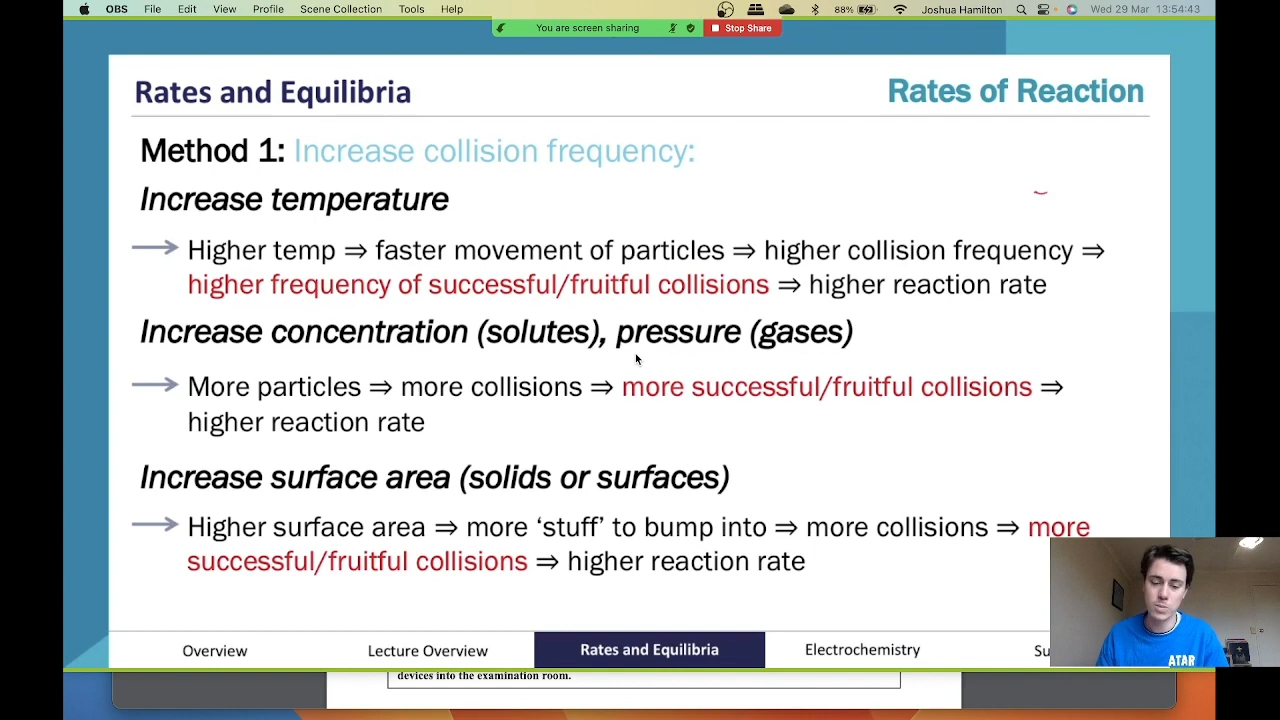 OBS File Edit View Profile Scene Collection Tools Help 88% Joshua Hamilton Wed 29 Mar 13:54:43
You are screen sharing Stop Share
Rates and Equilibria Rates of Reaction
Method 1: Increase collision frequency:
Increase temperature
Higher temp ⇒ faster movement of particles ⇒ higher collision frequency ⇒
higher frequency of successful/fruitful collisions ⇒ higher reaction rate
Increase concentration (solutes), pressure (gases)
More particles ⇒ more collisions ⇒ more successful/fruitful collisions ⇒
higher reaction rate
Increase surface area (solids or surfaces)
Higher surface area ⇒ more ‘stuff’ to bump into ⇒ more collisions ⇒ more
successful/fruitful collisions ⇒ higher reaction rate
Overview Lecture Overview Rates and Equilibria Electrochemistry Su
ATAR
devices into the examination room.